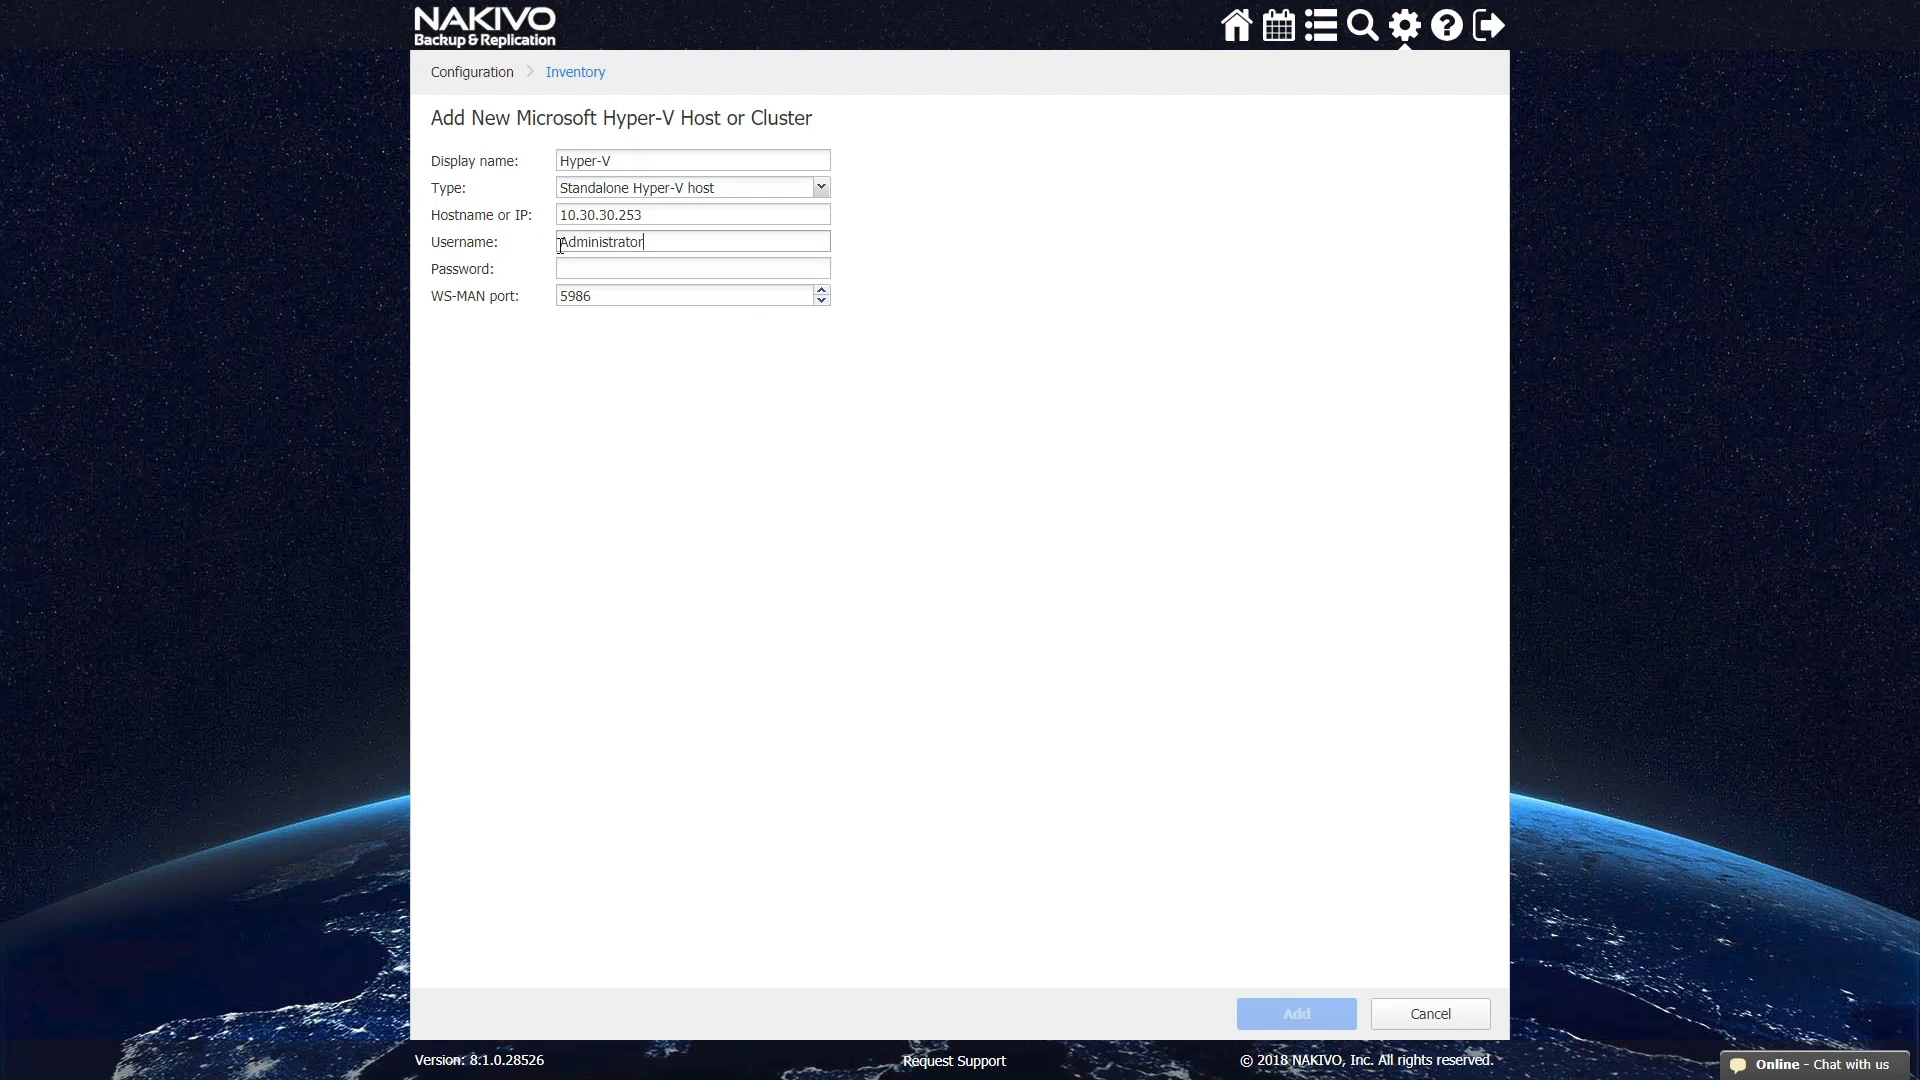 NAKIVO
Backup & Replication
Configuration
Inventory
Add New Microsoft Hyper-V Host or Cluster
Display name:
Hyper-V
Type:
Standalone Hyper-V host
Hostname or IP:
10.30.30.253
Username:
Administrator
Password:
WS-MAN port:
5986
Add
Cancel
Version: 8.1.0.28526
Request Support
© 2018 NAKIVO, Inc. All rights reserved.
Online - Chat with us